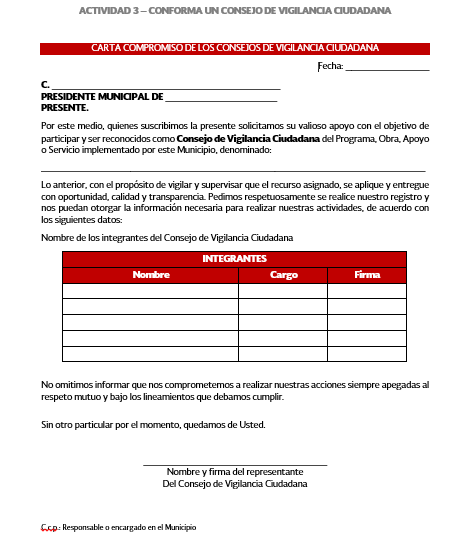 ACTIVIDAD 3 – CONFORMA UN CONSEJO DE VIGILANCIA CIUDADANA
CARTA COMPROMISO DE LOS CONSEJOS DE VIGILANCIA CIUDADANA
Fecha: ____________________
C. ____________________
PRESIDENTE MUNICIPAL DE ____________________
PRESENTE.
Por este medio, quienes suscribimos la presente solicitamos su valioso apoyo con el objetivo de
participar y ser reconocidos como Consejo de Vigilancia Ciudadana del Programa, Obra, Apoyo
o Servicio implementado por este Municipio, denominado:
Lo anterior, con el propósito de vigilar y supervisar que el recurso asignado, se aplique y entregue
con oportunidad, calidad y transparencia. Pedimos respetuosamente se realice nuestro registro y
nos puedan otorgar la información necesaria para realizar nuestras actividades, de acuerdo con
los siguientes datos:
Nombre de los integrantes del Consejo de Vigilancia Ciudadana
INTEGRANTES
Nombre Cargo Firma
No omitimos informar que nos comprometemos a realizar nuestras acciones siempre apegadas al
respeto mutuo y bajo los lineamientos que debamos cumplir.
Sin otro particular por el momento, quedamos de Usted.
Nombre y firma del representante
Del Consejo de Vigilancia Ciudadana
C.c.p.: Responsable o encargado en el Municipio